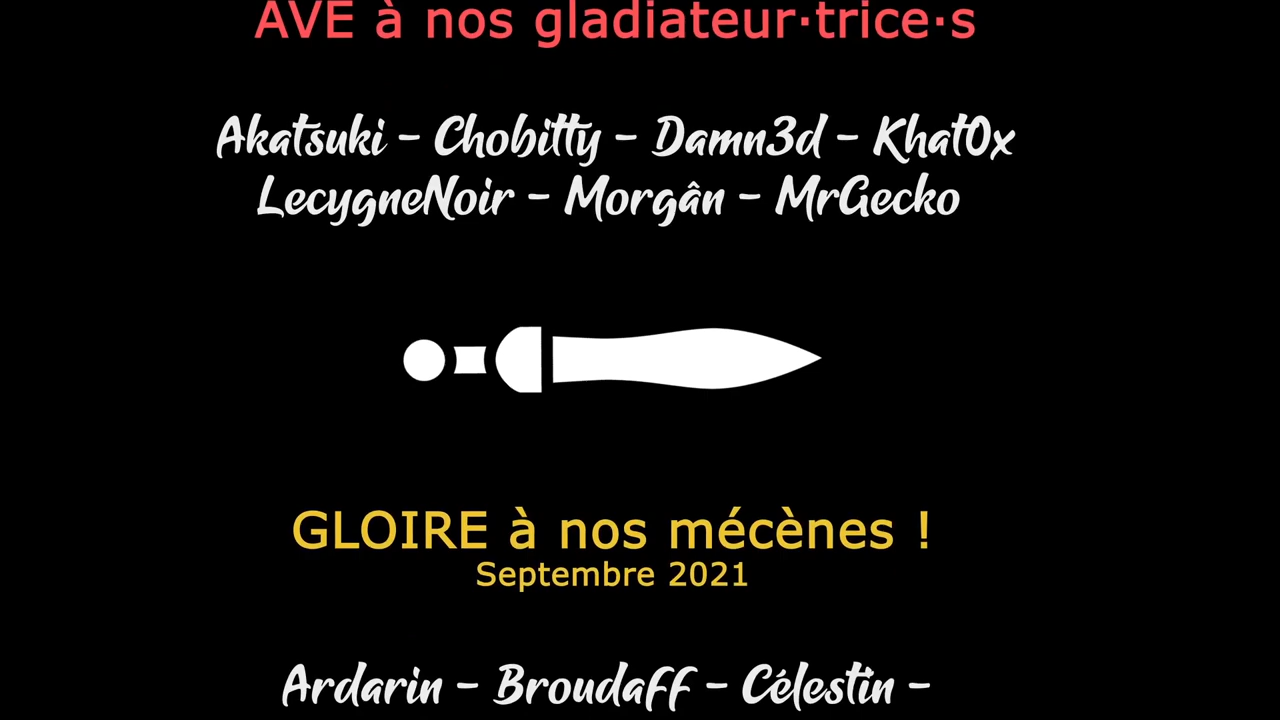 AVE à nos gladiateur·trice·s
Akatsuki - Chobitty - Damn3d - Khat0x
LecygneNoir - Morgân - MrGecko
GLOIRE à nos mécènes !
Septembre 2021
Ardarin - Broudaff - Célestin -